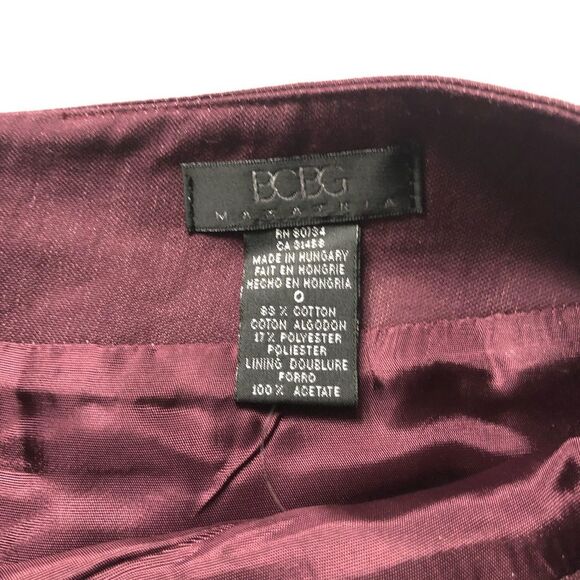 BCBG
MAXAZRIA
RN 80734
CA 31488
MADE IN HUNGARY
FAIT EN HONGRIE
HECHO EN HONGRIA
0
83% COTTON
COTON ALGODON
17% POLYESTER
POLIESTER
LINING DOUBLURE
FORRO
100% ACETATE